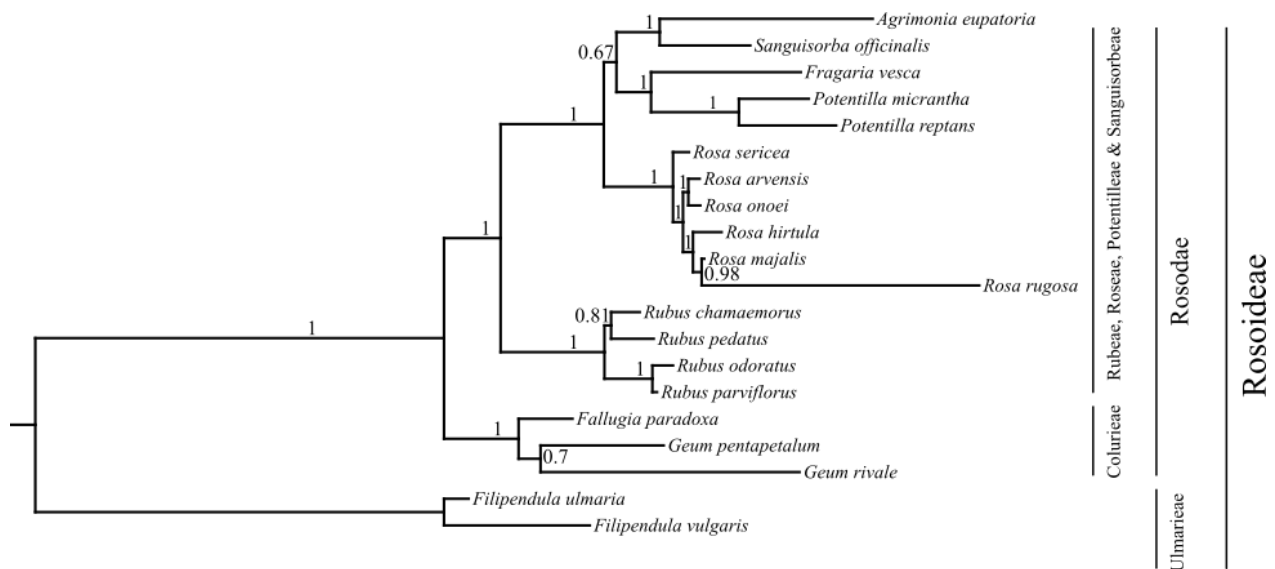 Agrimonia eupatoria
1
Sanguisorba officinalis
0.67
Fragaria vesca
1
Potentilla micrantha
1
Potentilla reptans
1
Rosa sericea
1
Rosa arvensis
1
Rosa onoei
1
Rosa hirtula
1
Rosa majalis
0.98
Rosa rugosa
1
Rubus chamaemorus
0.81
Rubus pedatus
1
Rubus odoratus
1
Rubus parviflorus
1
Fallugia paradoxa
1
Geum pentapetalum
0.7
Geum rivale
Filipendula ulmaria
Filipendula vulgaris
Rubeae, Roseae, Potentilleae & Sanguisorbeae
Colurieae
Rosodae
Ulmarieae
Rosoideae